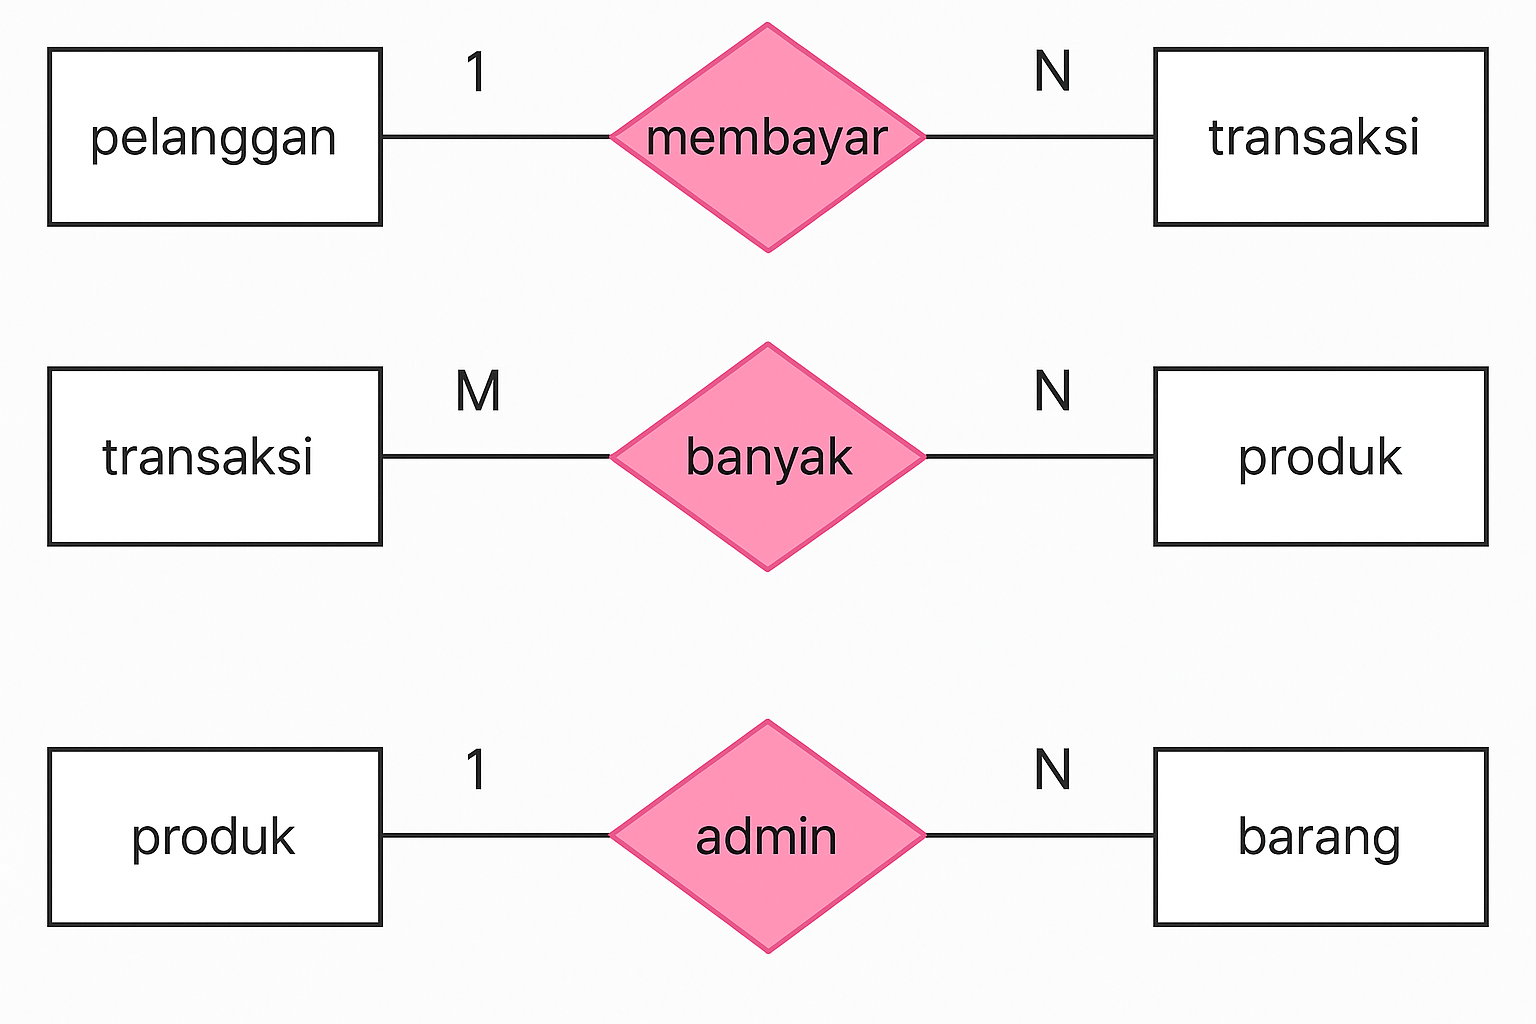 1
N
pelanggan
membayar
transaksi
M
N
transaksi
banyak
produk
1
N
produk
admin
barang